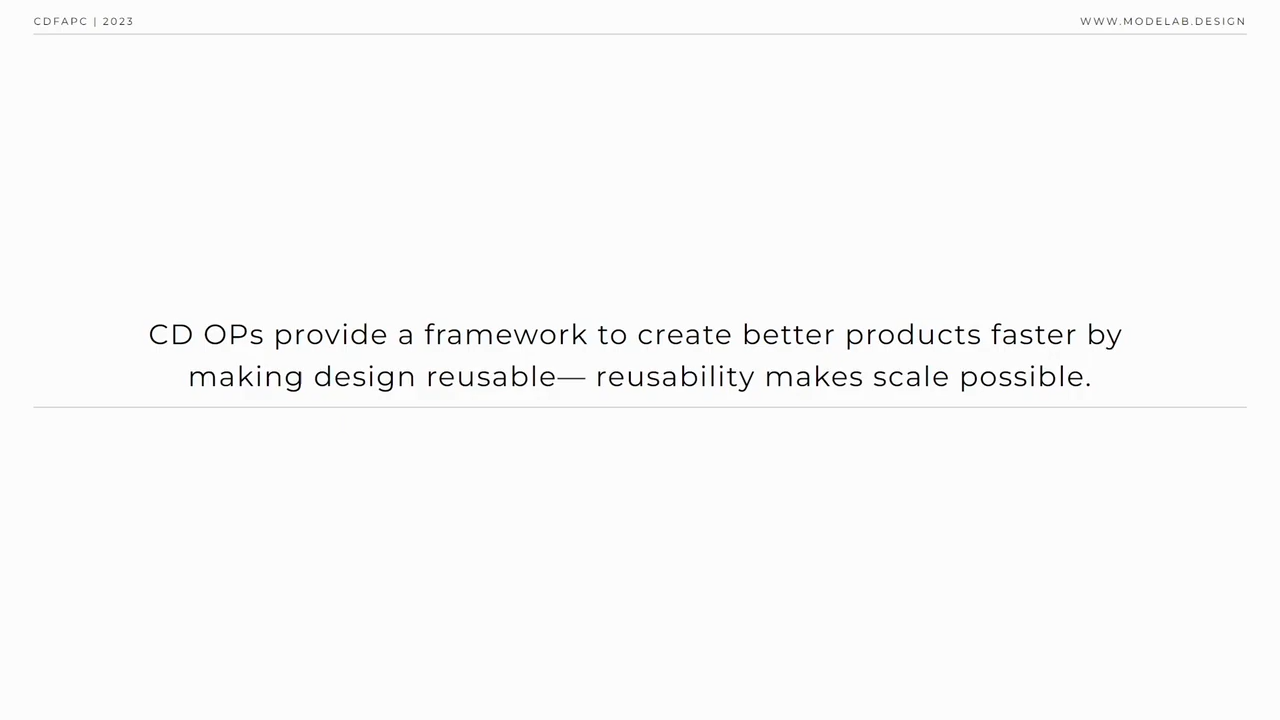 CDFAPC | 2023
WWW.MODELAB.DESIGN
CD OPs provide a framework to create better products faster by
making design reusable— reusability makes scale possible.